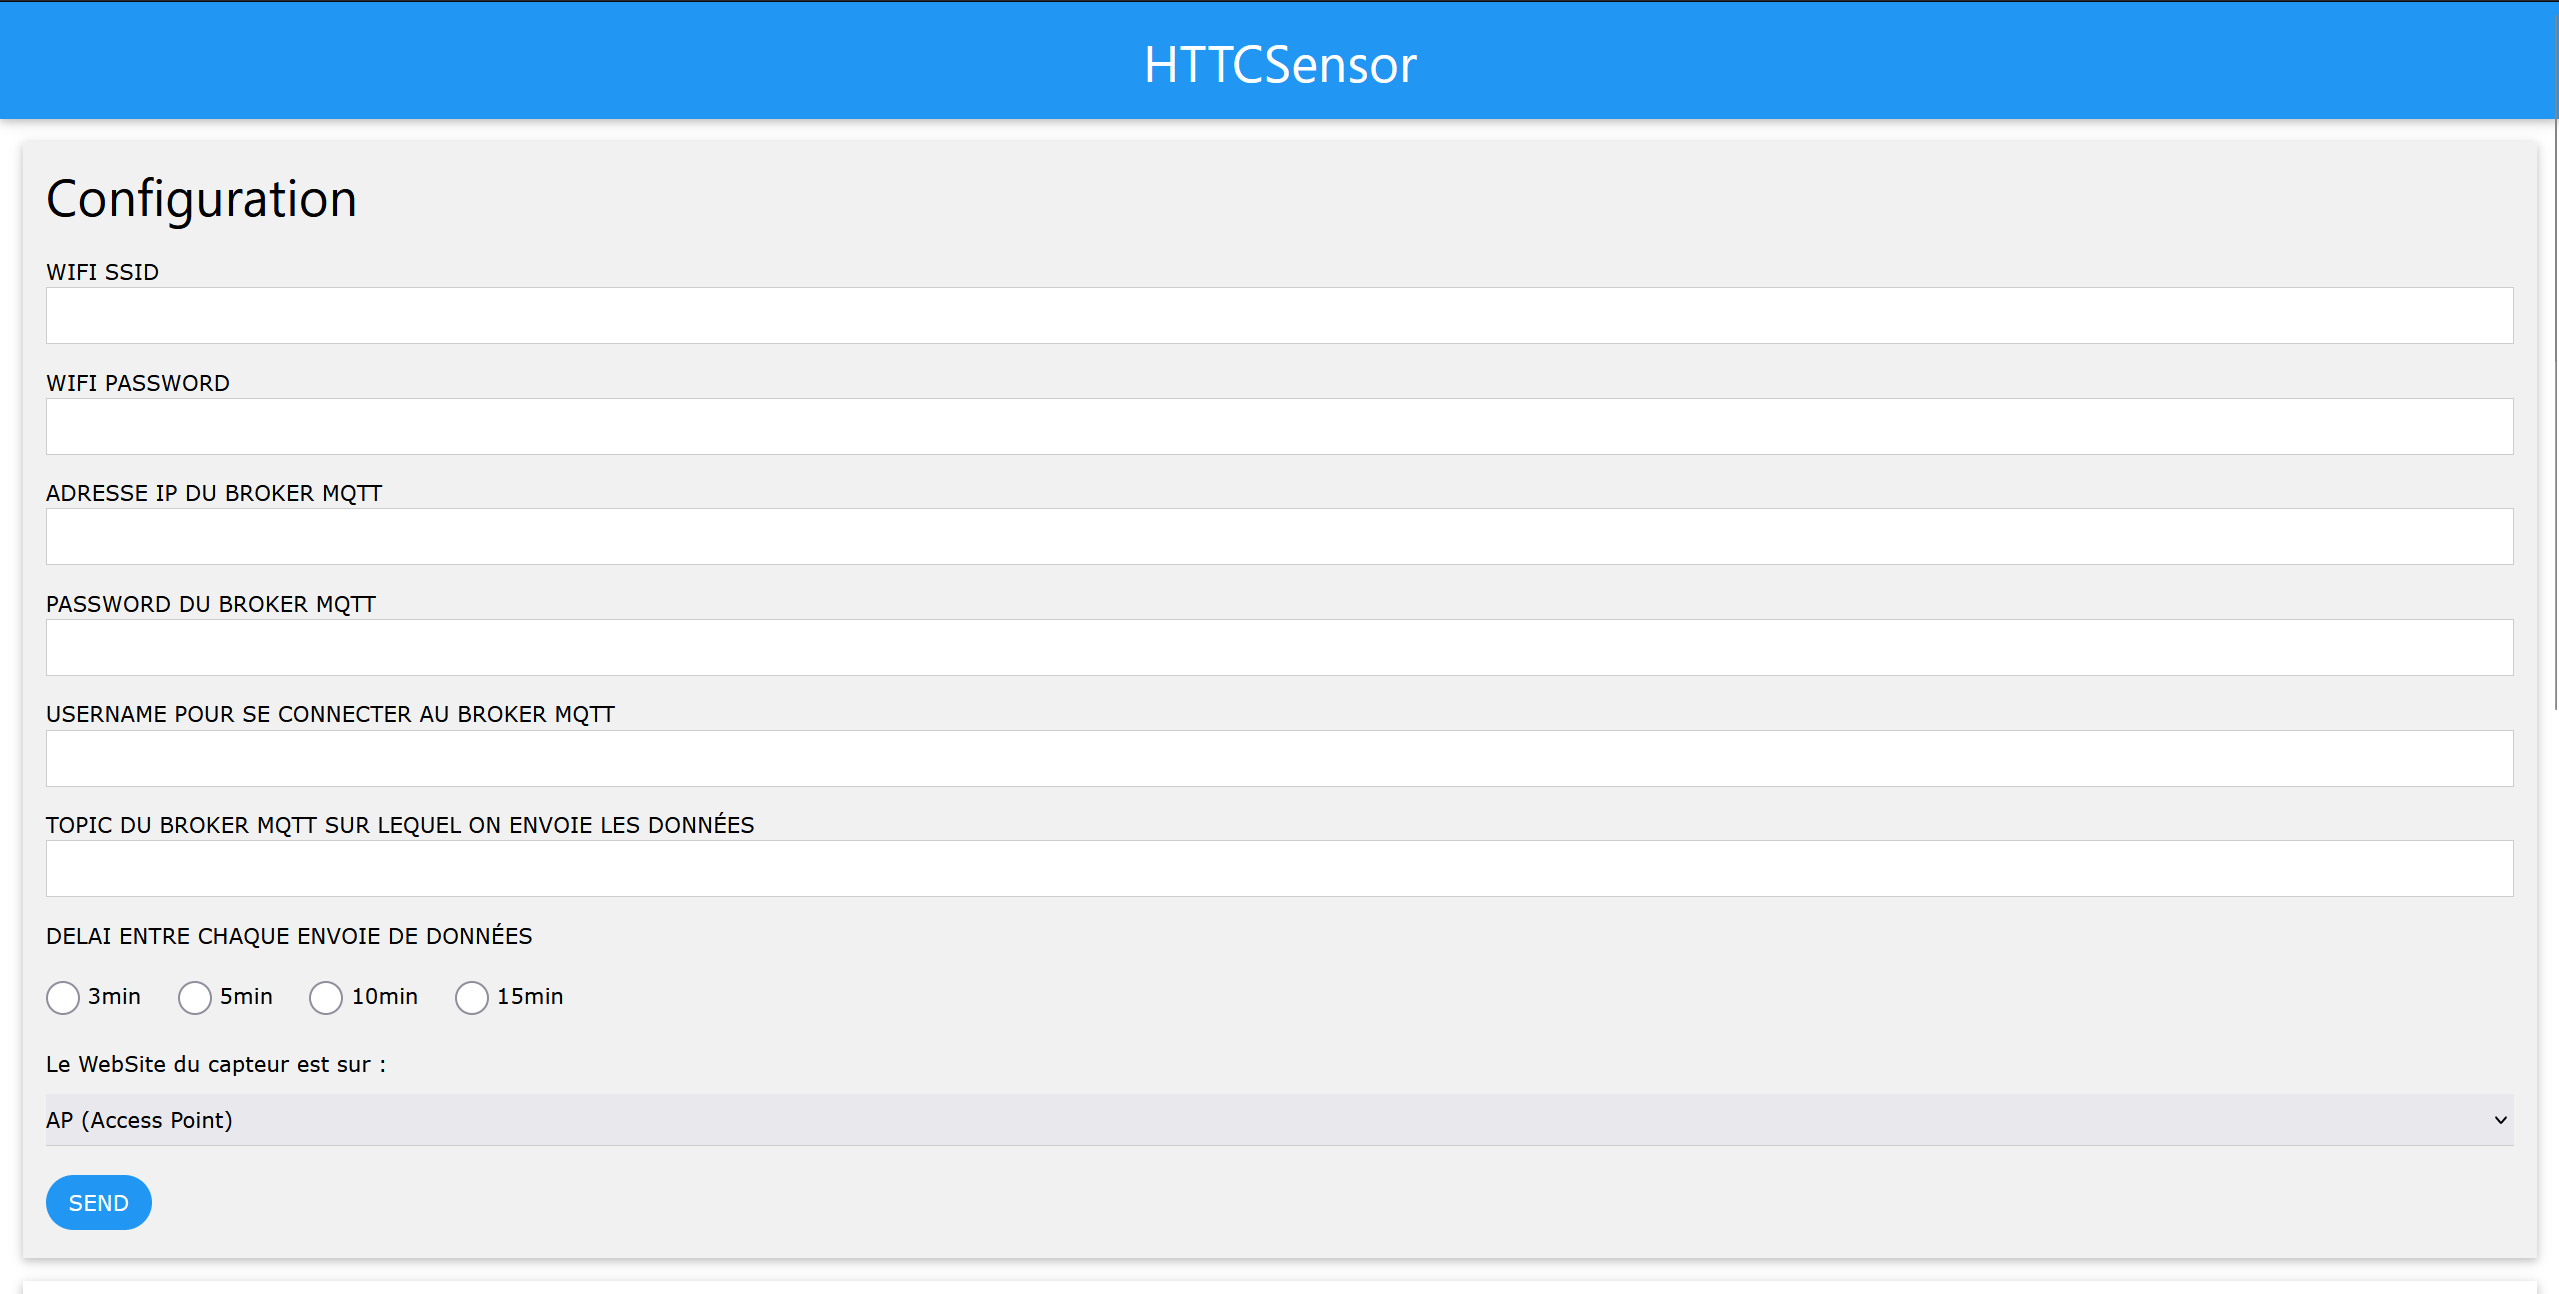 HTTCSensor
Configuration
WIFI SSID
WIFI PASSWORD
ADRESSE IP DU BROKER MQTT
PASSWORD DU BROKER MQTT
USERNAME POUR SE CONNECTER AU BROKER MQTT
TOPIC DU BROKER MQTT SUR LEQUEL ON ENVOIE LES DONNÉES
DELAI ENTRE CHAQUE ENVOIE DE DONNÉES
3min 5min 10min 15min
Le WebSite du capteur est sur :
AP (Access Point)
SEND